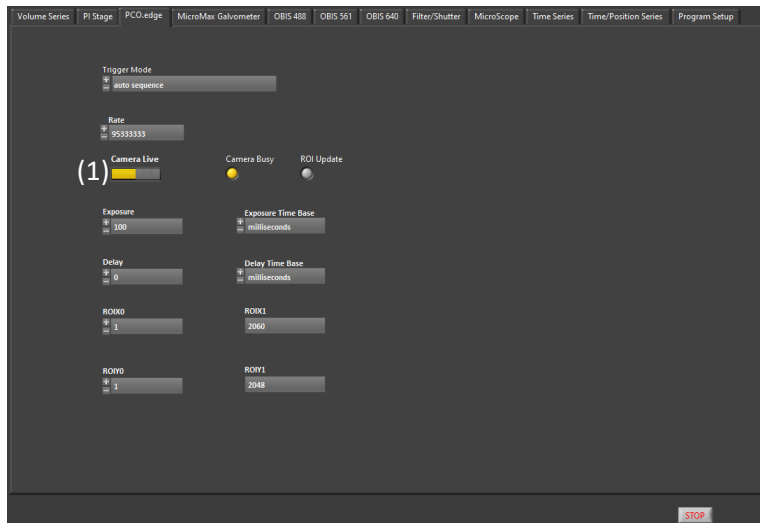 Volume Series PI Stage PCO.edge MicroMax Galvometer OBIS 488 OBIS 561 OBIS 640 Filter/Shutter MicroScope Time Series Time/Position Series Program Setup
Trigger Mode
auto sequence
Rate
95333333
(1) Camera Live Camera Busy ROI Update
Exposure Exposure Time Base
100 milliseconds
Delay Delay Time Base
0 milliseconds
ROIX0 ROIX1
1 2060
ROIY0 ROIY1
1 2048
STOP